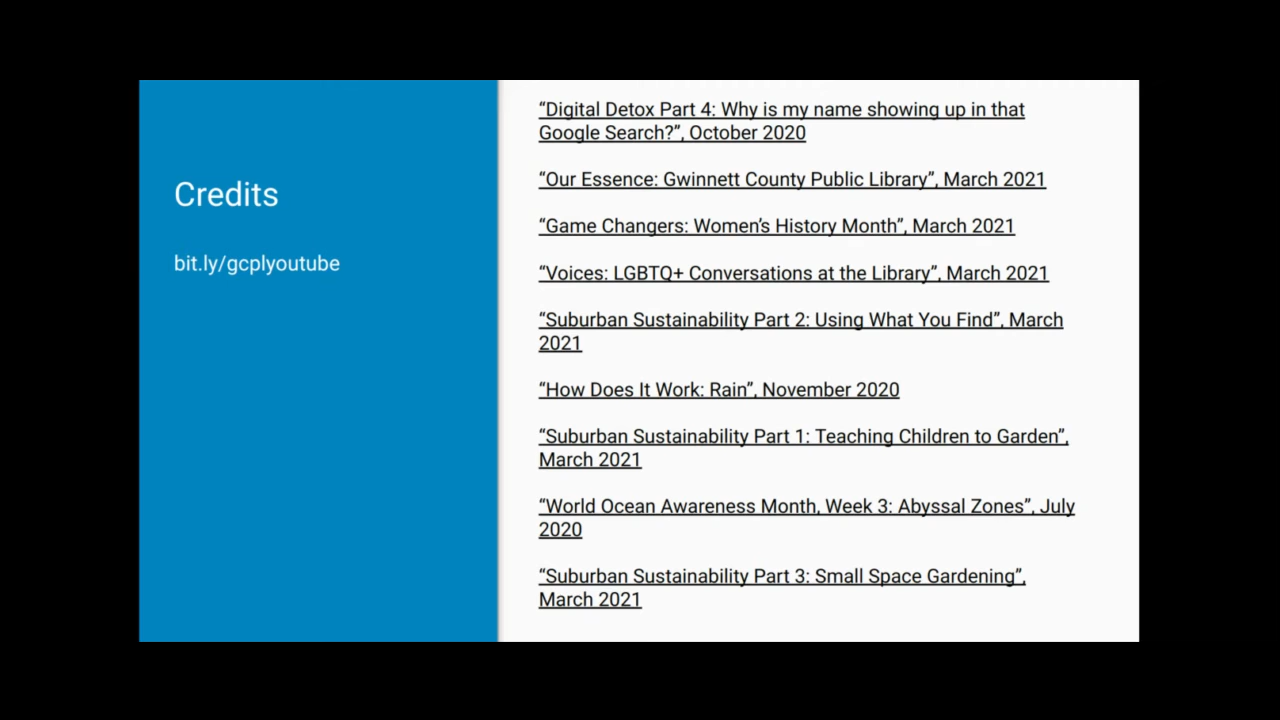 Credits
bit.ly/gcplyoutube
“Digital Detox Part 4: Why is my name showing up in that
Google Search?”, October 2020
“Our Essence: Gwinnett County Public Library”, March 2021
“Game Changers: Women’s History Month”, March 2021
“Voices: LGBTQ+ Conversations at the Library”, March 2021
“Suburban Sustainability Part 2: Using What You Find”, March
2021
“How Does It Work: Rain”, November 2020
“Suburban Sustainability Part 1: Teaching Children to Garden”,
March 2021
“World Ocean Awareness Month, Week 3: Abyssal Zones”, July
2020
“Suburban Sustainability Part 3: Small Space Gardening”,
March 2021